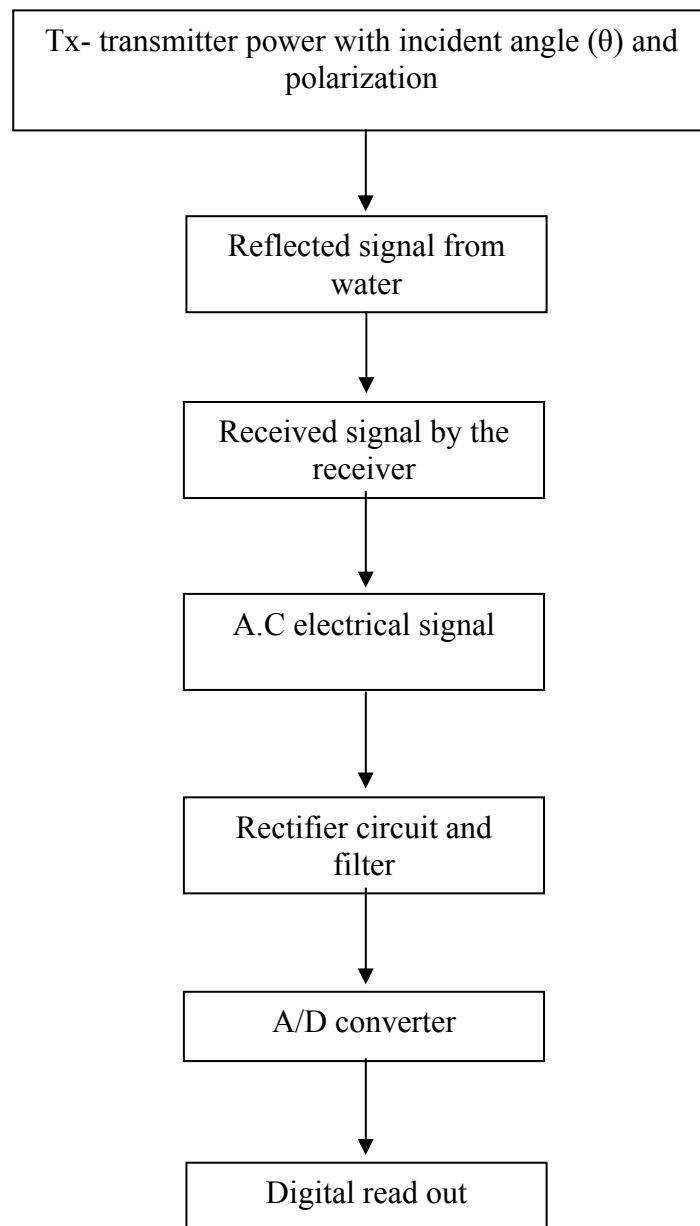 Tx- transmitter power with incident angle (θ) and
polarization
Reflected signal from
water
Received signal by the
receiver
A.C electrical signal
Rectifier circuit and
filter
A/D converter
Digital read out